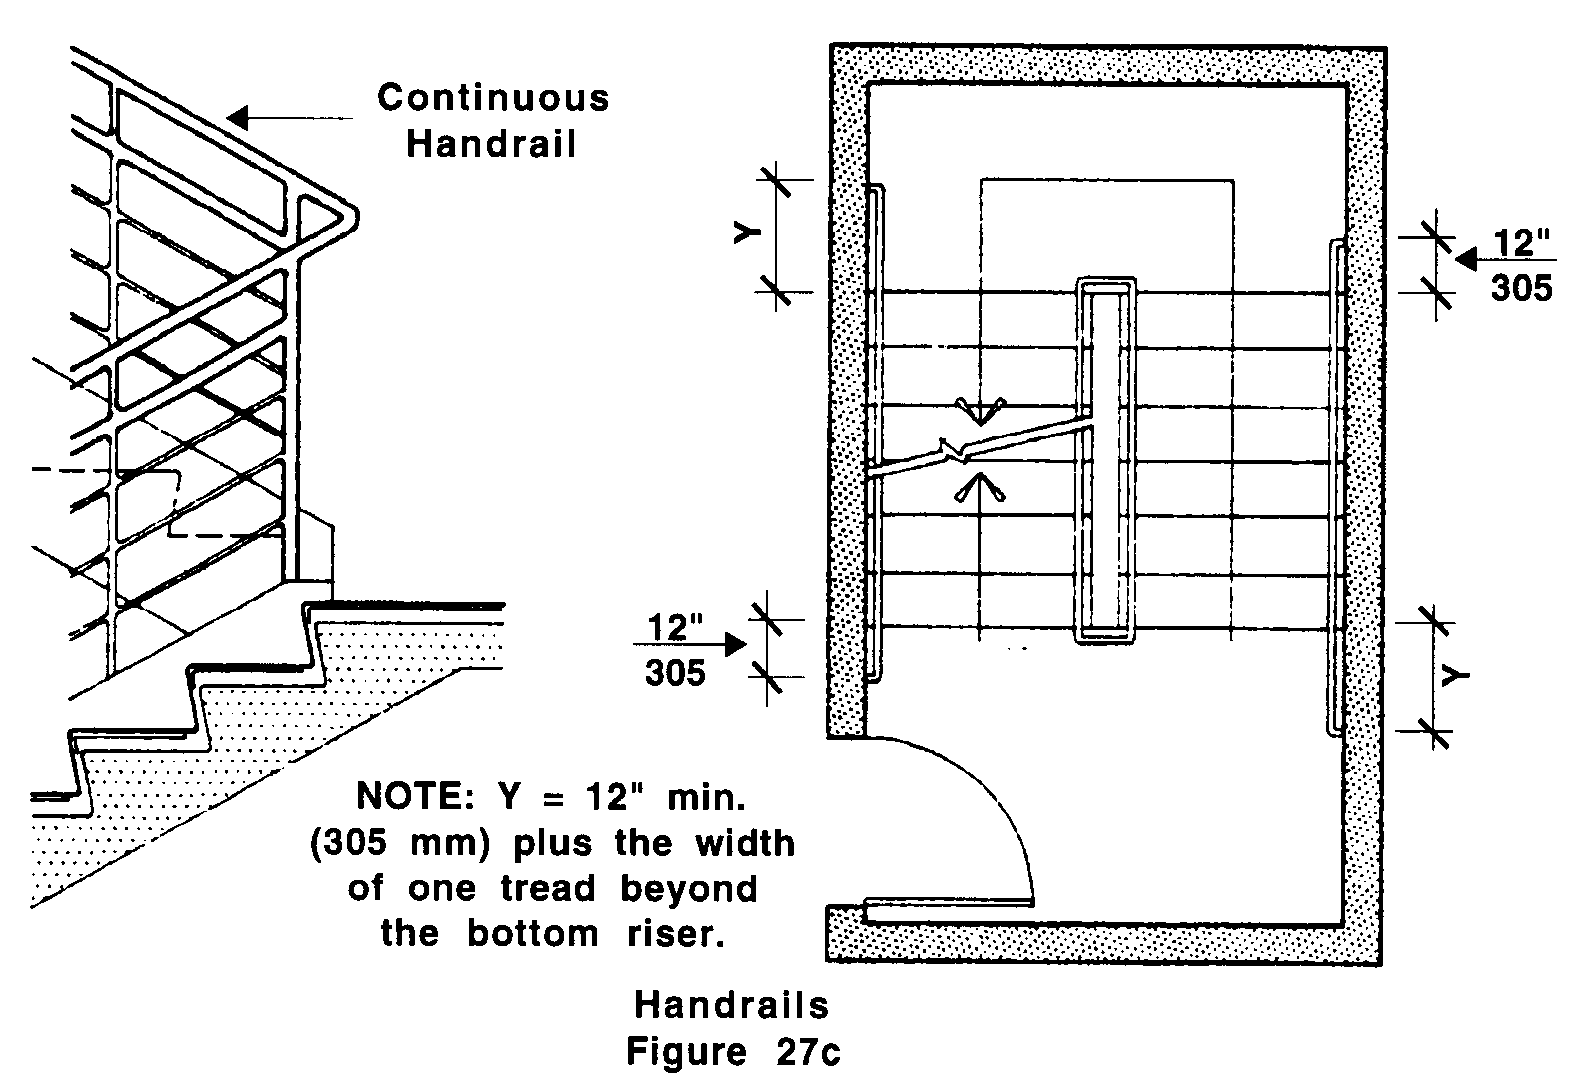 Continuous
Handrail
Y
12"
305
12"
305
Y
NOTE: Y = 12" min.
(305 mm) plus the width
of one tread beyond
the bottom riser.
Handrails
Figure 27c